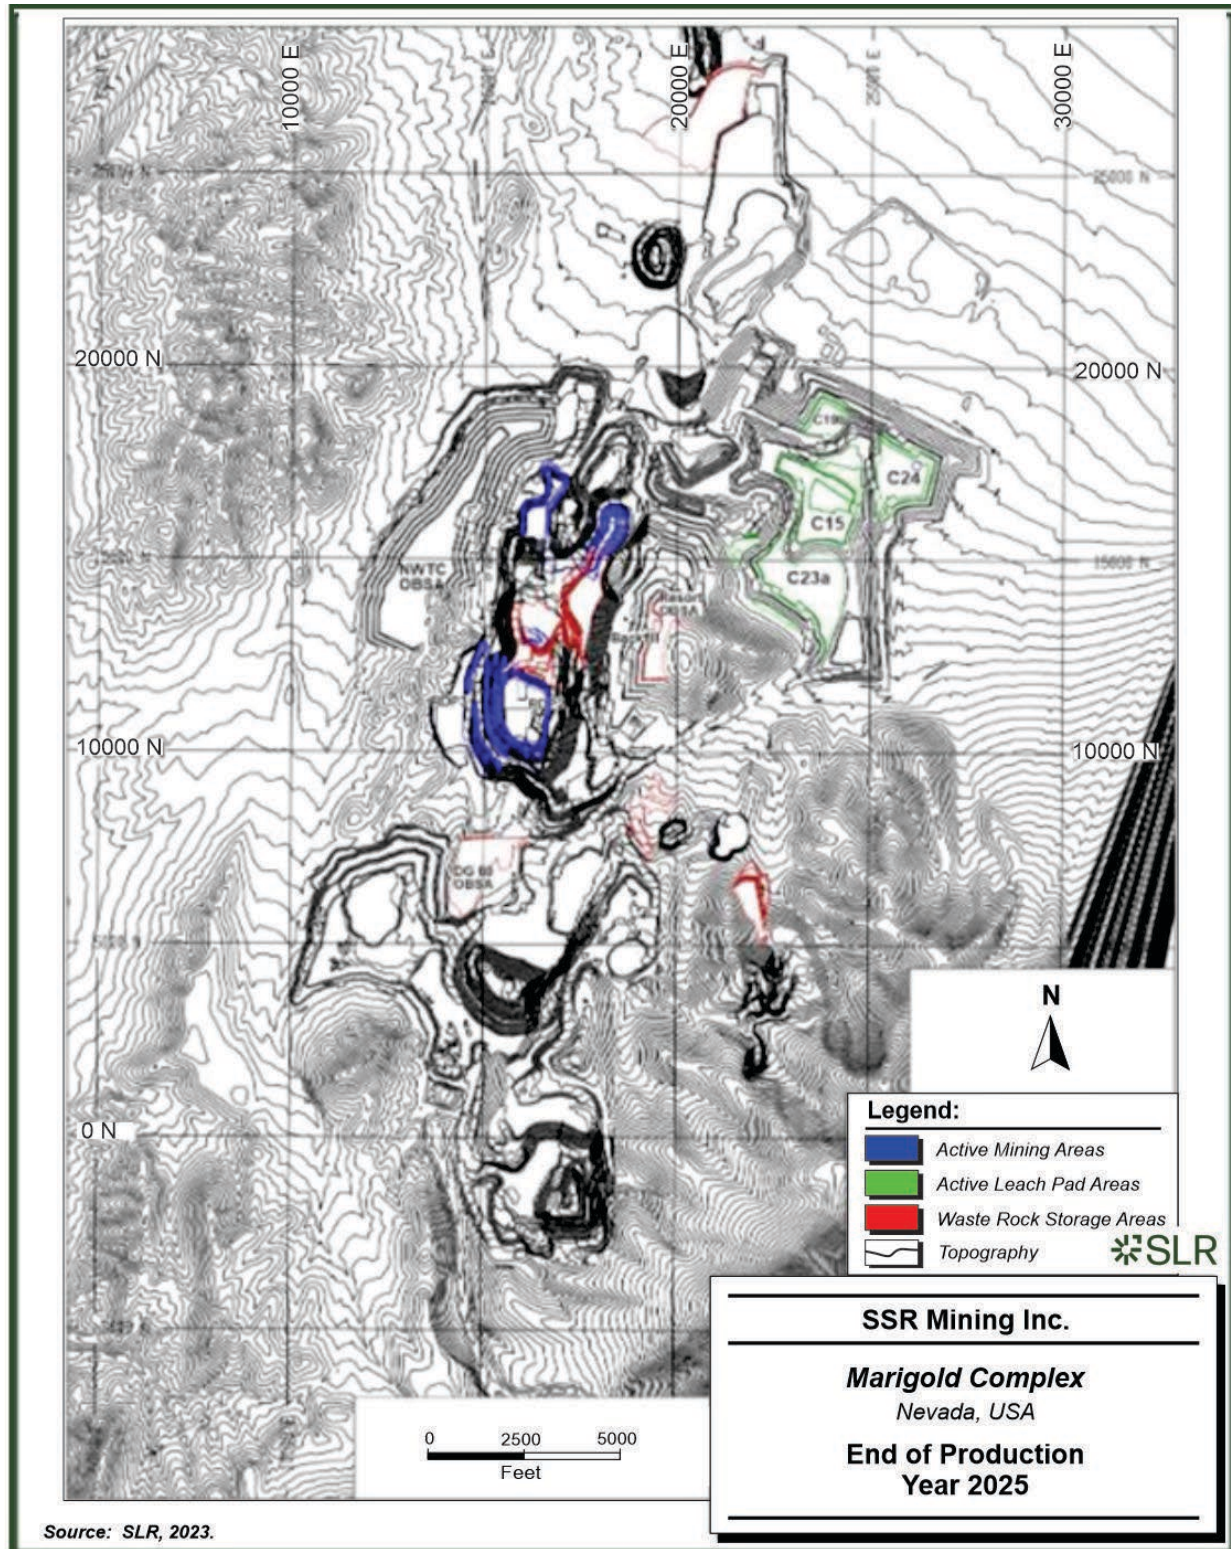 10000 E
20000 E
30000 E
25000 N
20000 N
20000 N
C24
C15
NWTC
OBSA
15000 N
C23a
10000 N
10000 N
OBSA
0 N
N
Legend:
Active Mining Areas
Active Leach Pad Areas
Waste Rock Storage Areas
Topography
SLR
SSR Mining Inc.
Marigold Complex
Nevada, USA
End of Production
Year 2025
0 2500 5000
Feet
Source: SLR, 2023.